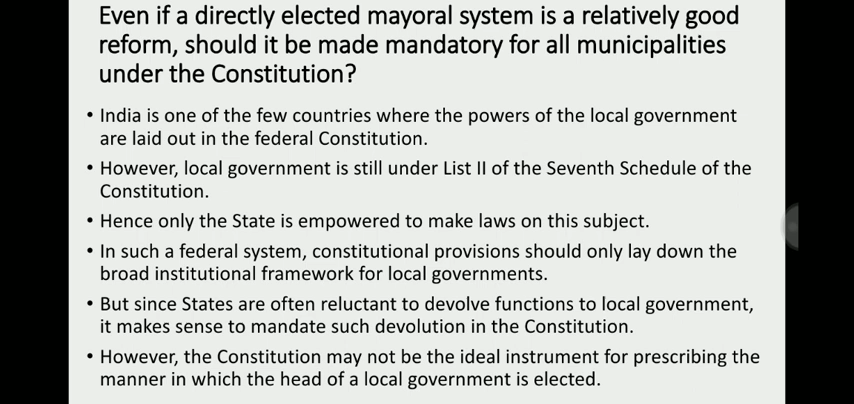 Even if a directly elected mayoral system is a relatively good
reform, should it be made mandatory for all municipalities
under the Constitution?
• India is one of the few countries where the powers of the local government
are laid out in the federal Constitution.
• However, local government is still under List II of the Seventh Schedule of the
Constitution.
• Hence only the State is empowered to make laws on this subject.
• In such a federal system, constitutional provisions should only lay down the
broad institutional framework for local governments.
• But since States are often reluctant to devolve functions to local government,
it makes sense to mandate such devolution in the Constitution.
• However, the Constitution may not be the ideal instrument for prescribing the
manner in which the head of a local government is elected.